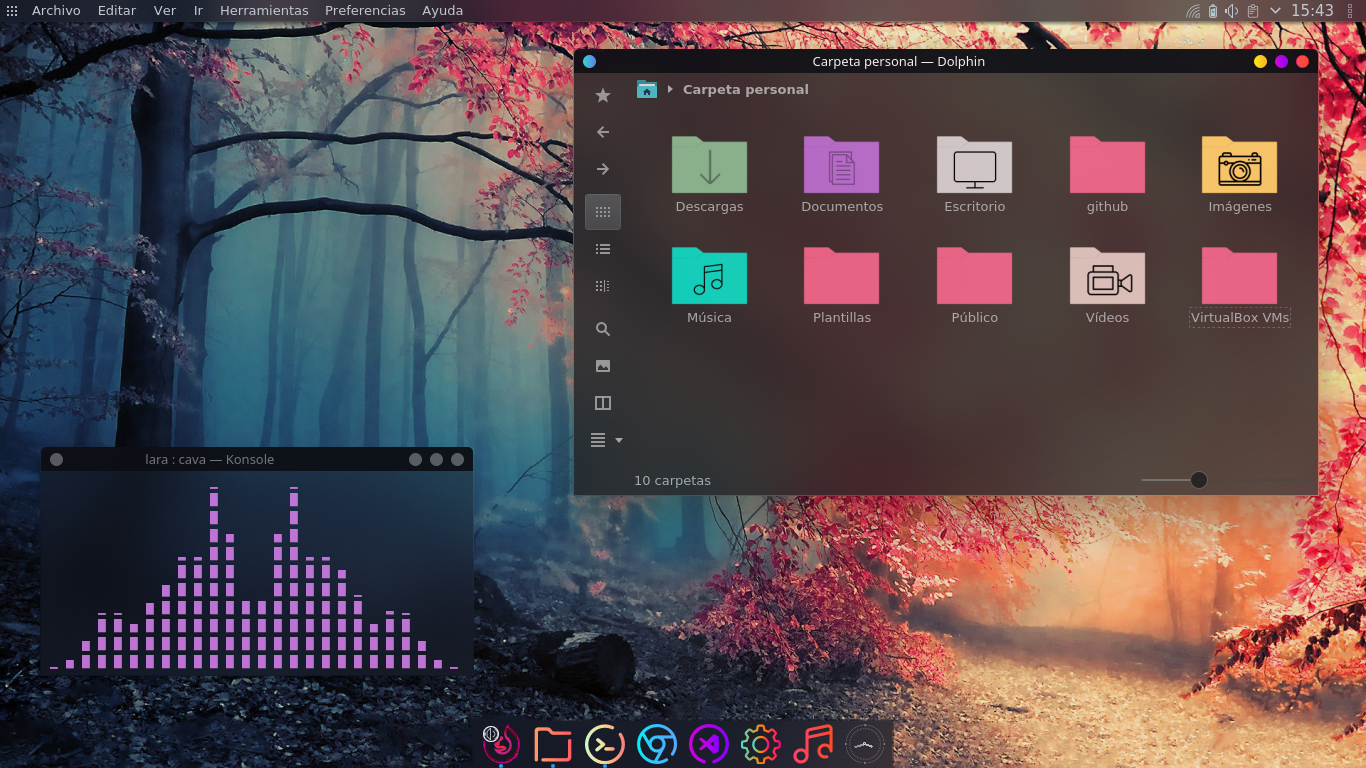 Archivo Editar Ver Ir Herramientas Preferencias Ayuda 15:43
Carpeta personal — Dolphin
Carpeta personal
Descargas Documentos Escritorio github Imágenes
Música Plantillas Público Vídeos VirtualBox VMs
10 carpetas
lara : cava — Konsole